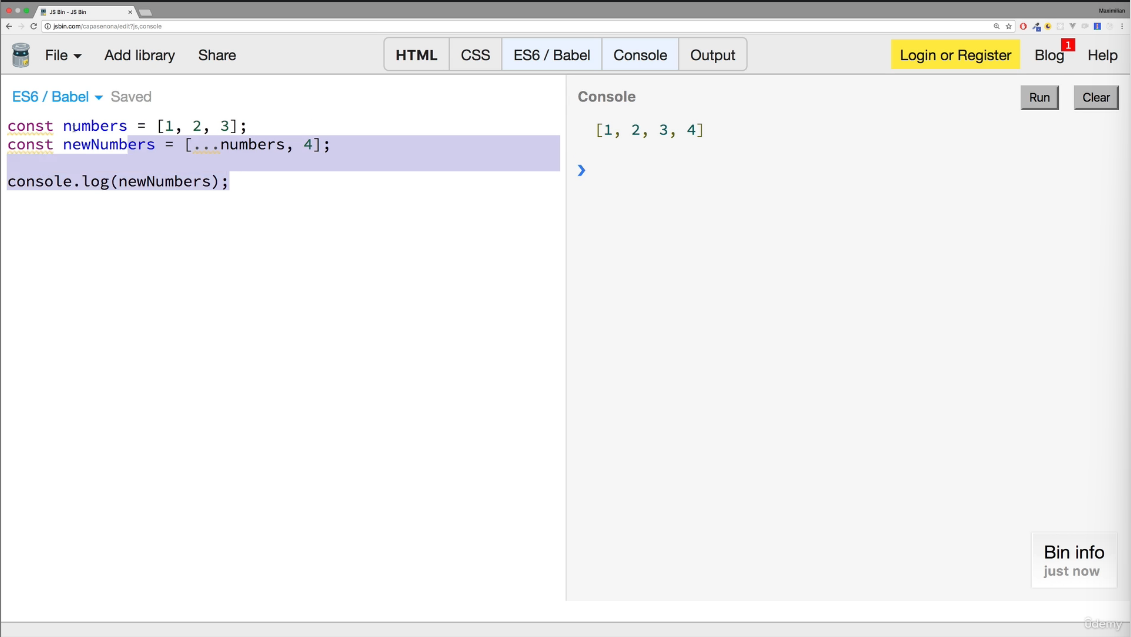 JS Bin - JS Bin
Maximilian
jsbin.com/capasenona/edit?js,console
File
Add library
Share
HTML
CSS
ES6 / Babel
Console
Output
Login or Register
Blog
1
Help
ES6 / Babel
Saved
const numbers = [1, 2, 3];
const newNumbers = [...numbers, 4];
console.log(newNumbers);
Console
Run
Clear
[1, 2, 3, 4]
Bin info
just now
ûdemy